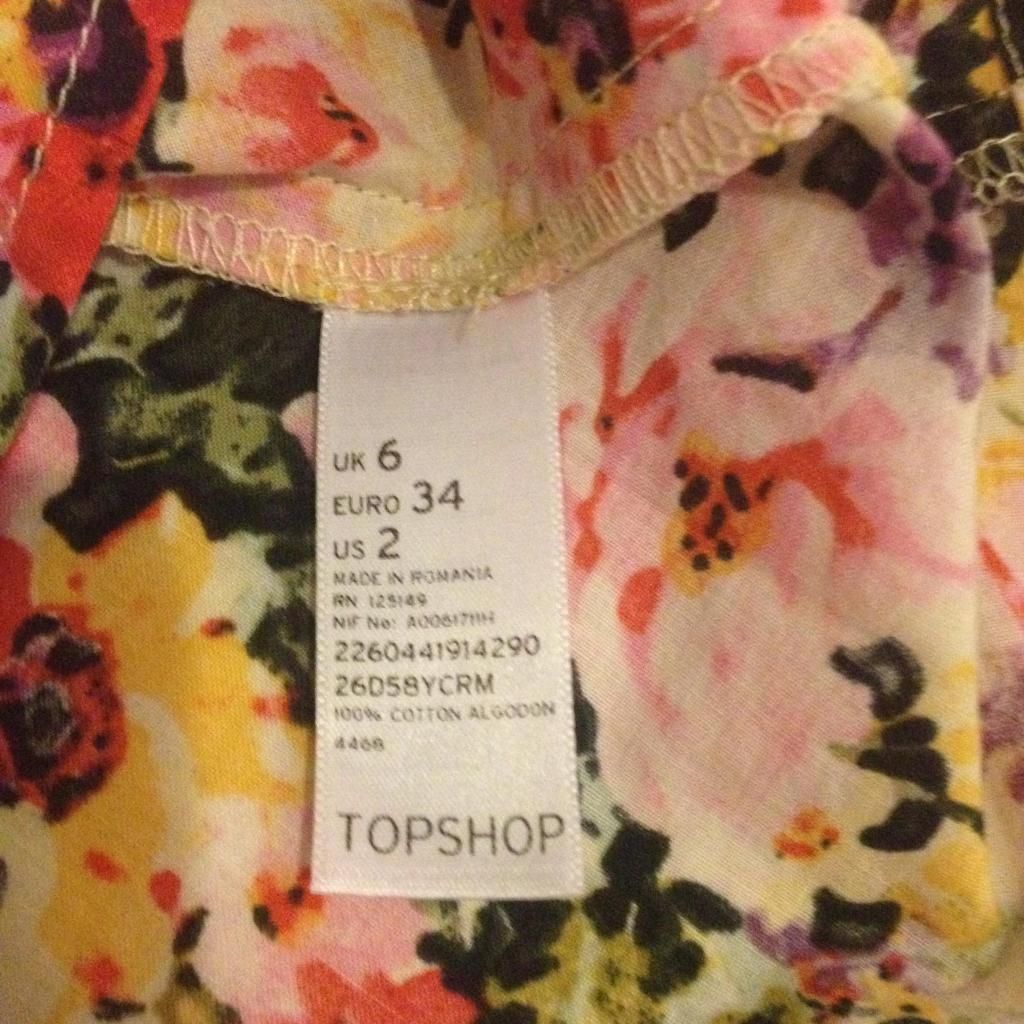 UK 6
EURO 34
US 2
MADE IN ROMANIA
RN 125149
NIF No: A0061711H
2260441914290
26D58YCRM
100% COTTON ALGODON
4468
TOPSHOP